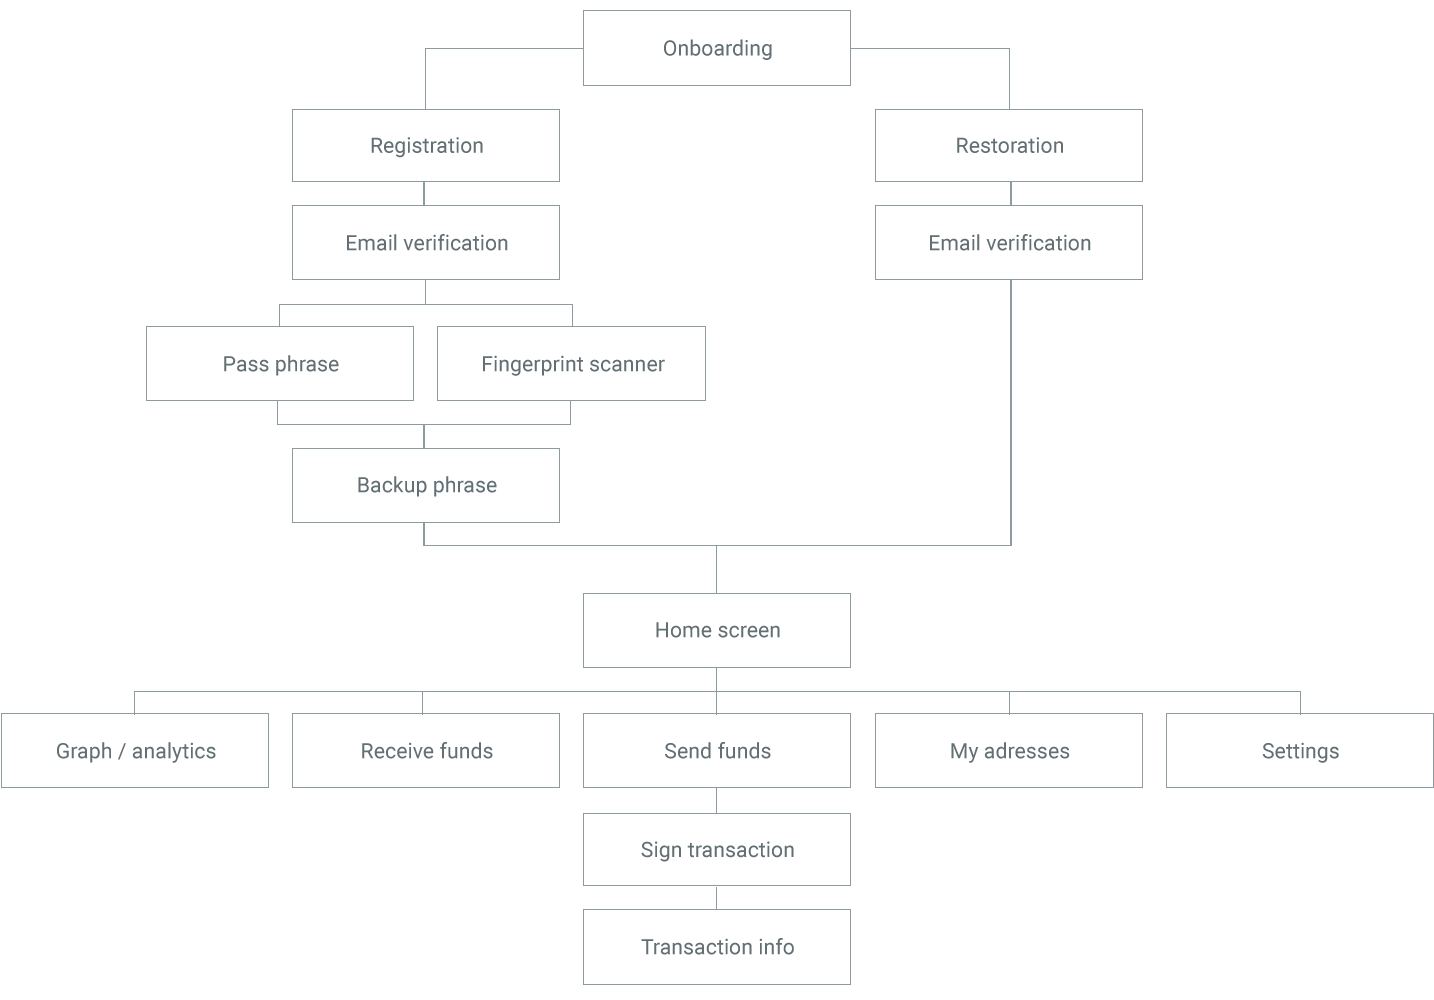 Onboarding
Registration
Restoration
Email verification
Email verification
Pass phrase
Fingerprint scanner
Backup phrase
Home screen
Graph / analytics
Receive funds
Send funds
My adresses
Settings
Sign transaction
Transaction info